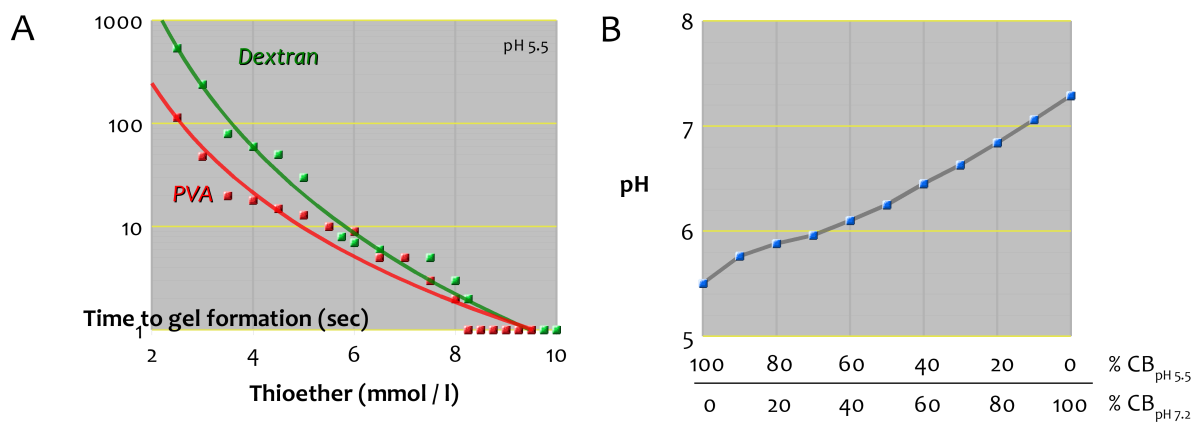 A
1000
100
10
1
Dextran
pH 5.5
PVA
Time to gel formation (sec)
2 4 6 8 10
Thioether (mmol / l)
B
8
7
6
5
pH
100 80 60 40 20 0 % CB pH 5.5
0 20 40 60 80 100 % CB pH 7.2